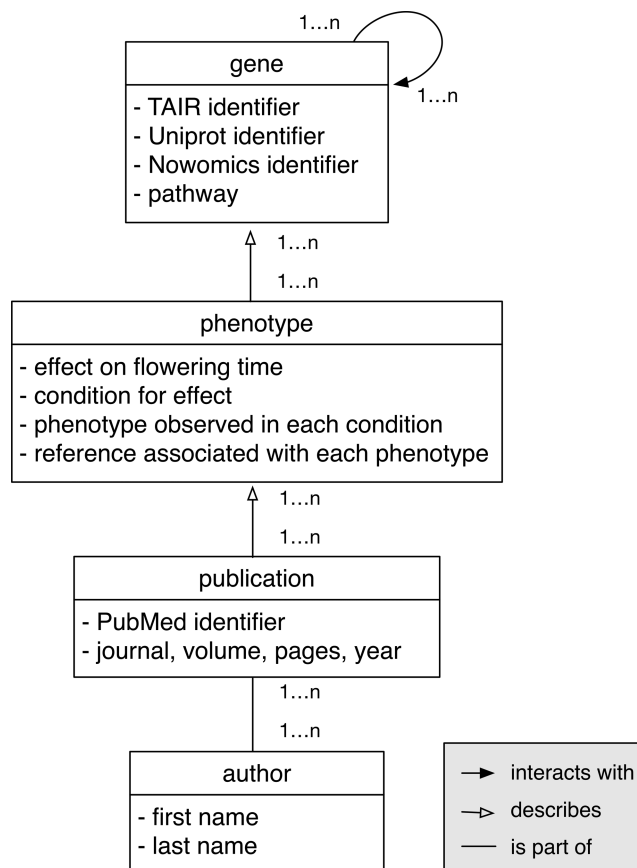 1...n
gene
1...n
- TAIR identifier
- Uniprot identifier
- Nowomics identifier
- pathway
1...n
1...n
phenotype
- effect on flowering time
- condition for effect
- phenotype observed in each condition
- reference associated with each phenotype
1...n
1...n
publication
- PubMed identifier
- journal, volume, pages, year
1...n
1...n
author
- first name
- last name
interacts with
describes
is part of